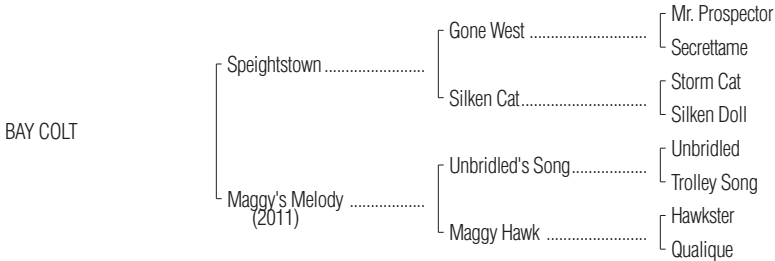 Mr. Prospector
Gone West ..........................
Secrettame
Speightstown .......................
Storm Cat
Silken Cat............................
Silken Doll
BAY COLT
Unbridled
Unbridled's Song.................
Trolley Song
Maggy's Melody .................
(2011)
Hawkster
Maggy Hawk ......................
Qualique